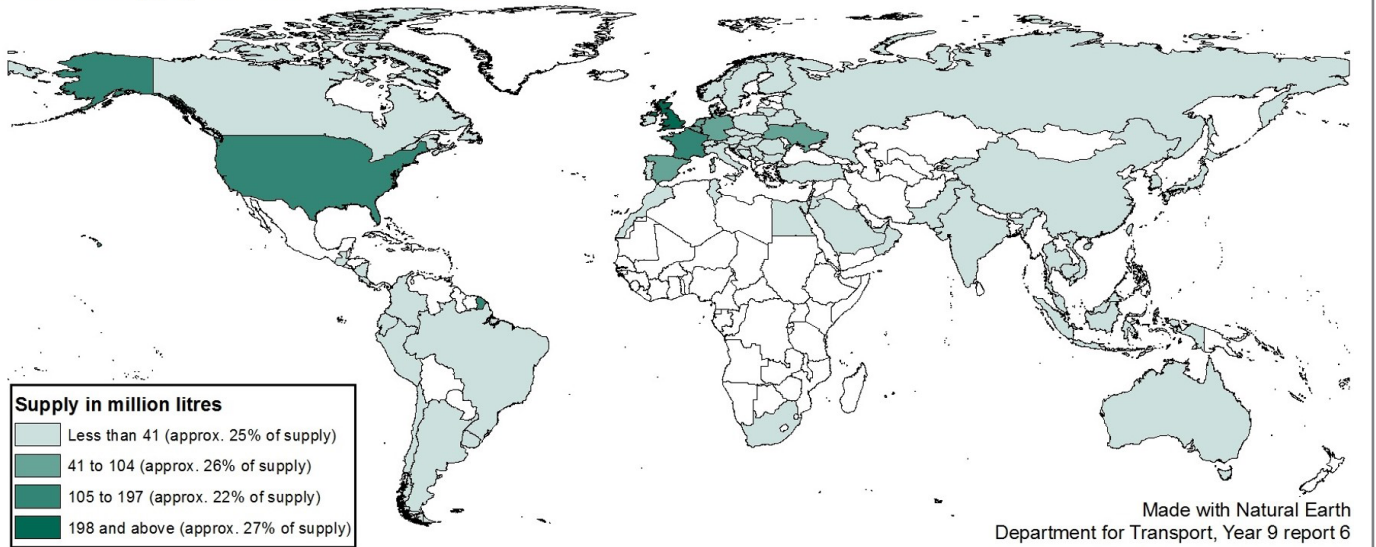 Supply in million litres
Less than 41 (approx. 25% of supply)
41 to 104 (approx. 26% of supply)
105 to 197 (approx. 22% of supply)
198 and above (approx. 27% of supply)
Made with Natural Earth
Department for Transport, Year 9 report 6